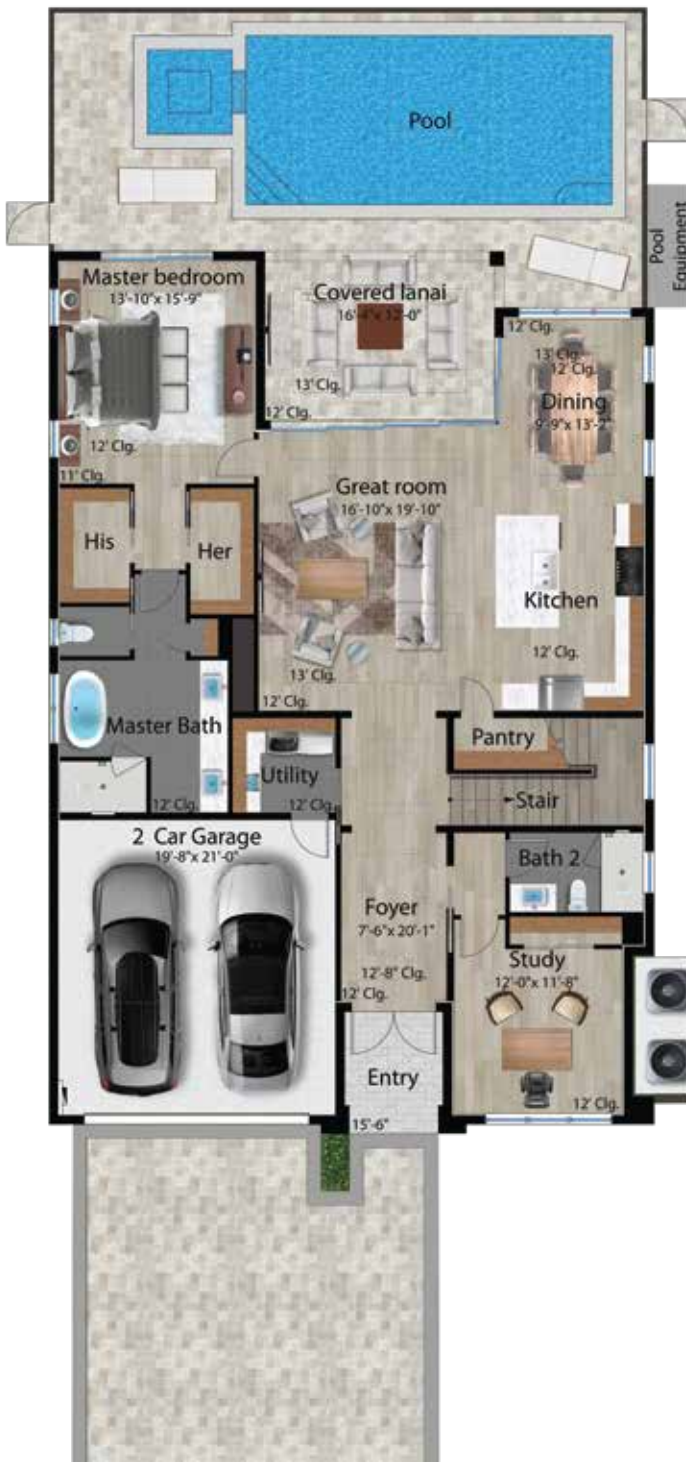 Pool
Pool
Equipment
Master bedroom
13'-10"x 15'-9"
Covered lanai
16'-4"x 12'-0"
12' Clg.
13' Clg.
12' Clg.
Dining
9'-9"x 13'-2"
13' Clg.
12' Clg.
12' Clg.
11' Clg.
Great room
16'-10"x 19'-10"
His
Her
Kitchen
12' Clg.
13' Clg.
12' Clg.
Master Bath
12' Clg.
Utility
12' Clg.
Pantry
Stair
2 Car Garage
19'-8"x 21'-0"
Bath 2
Foyer
7'-6"x 20'-1"
12'-8" Clg.
12' Clg.
Study
12'-0"x 11'-8"
12' Clg.
Entry
15'-6"